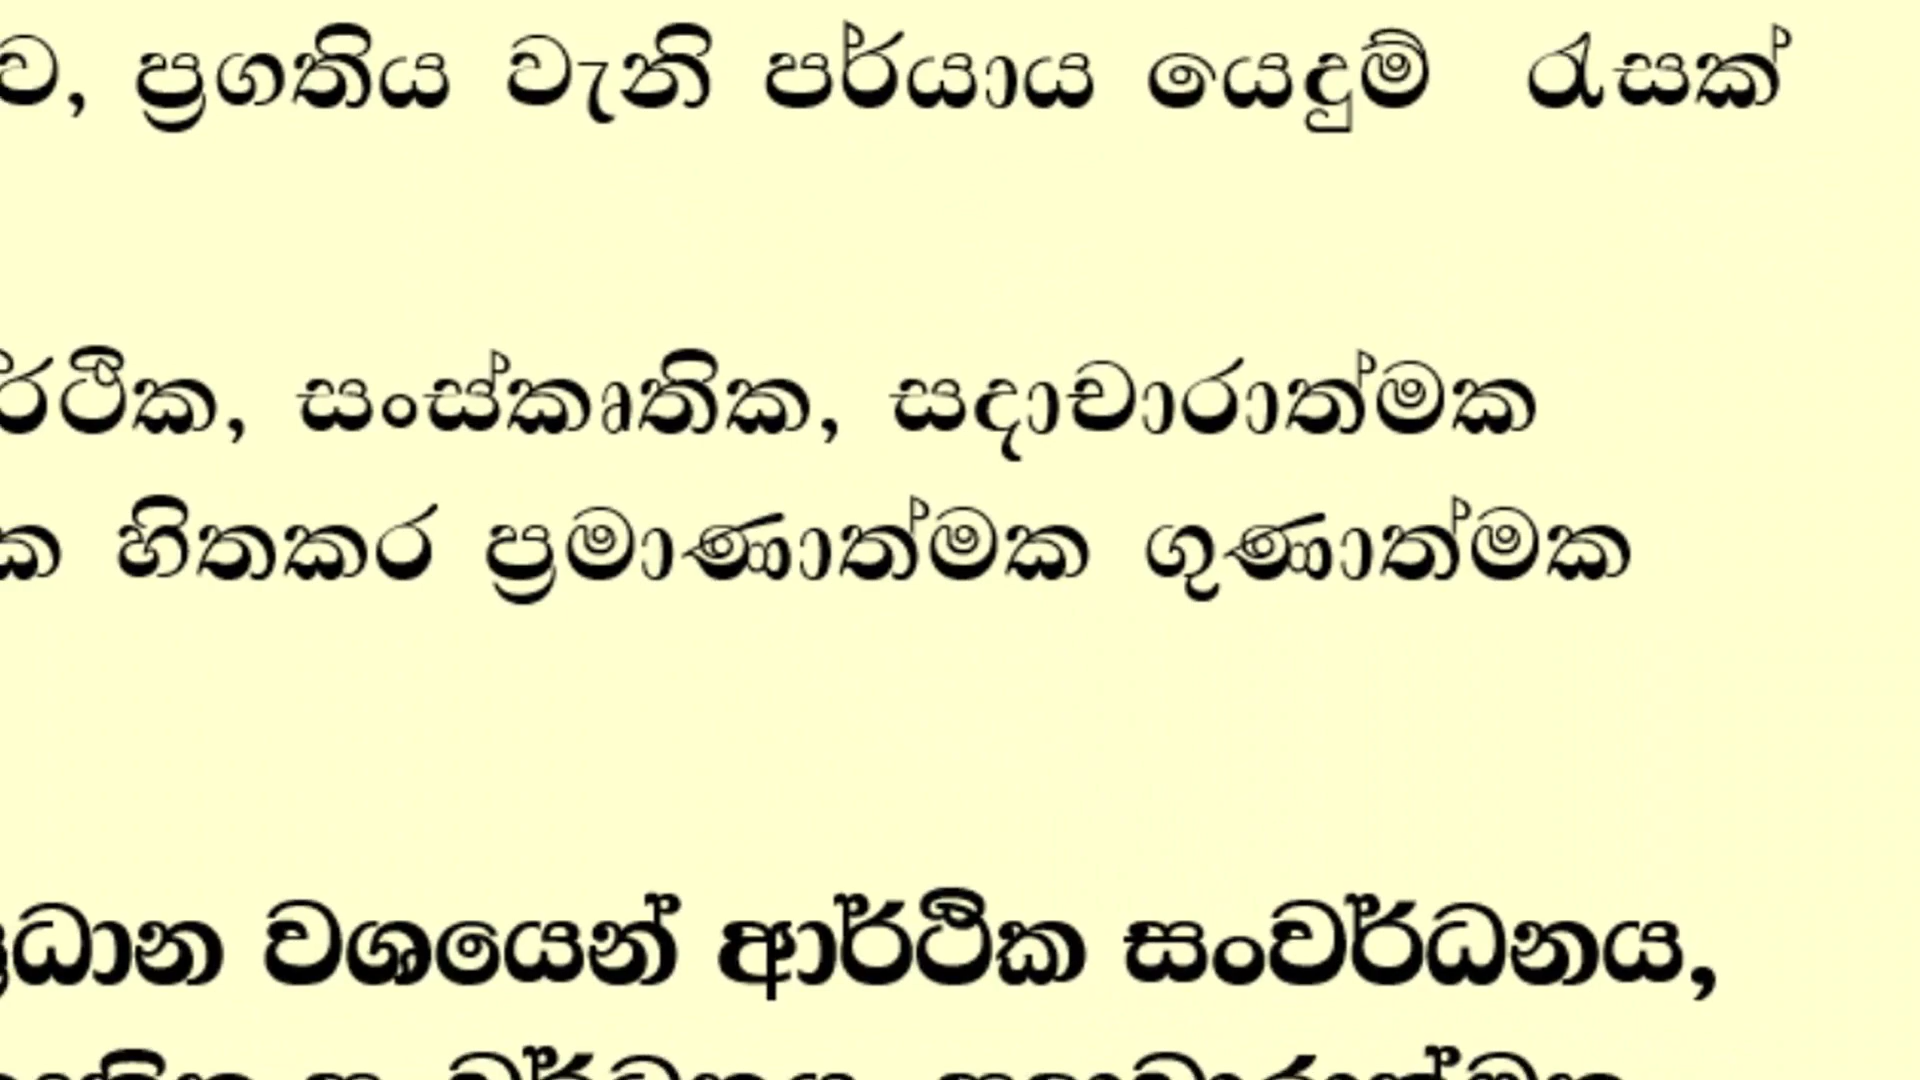 ප්‍රගතිය වැනි පර්යාය යෙදුම් රැසක්
සංස්කෘතික, සදාචාරාත්මක
හිතකර ප්‍රමාණාත්මක ගුණාත්මක
වශයෙන් ආර්ථික සංවර්ධනය,